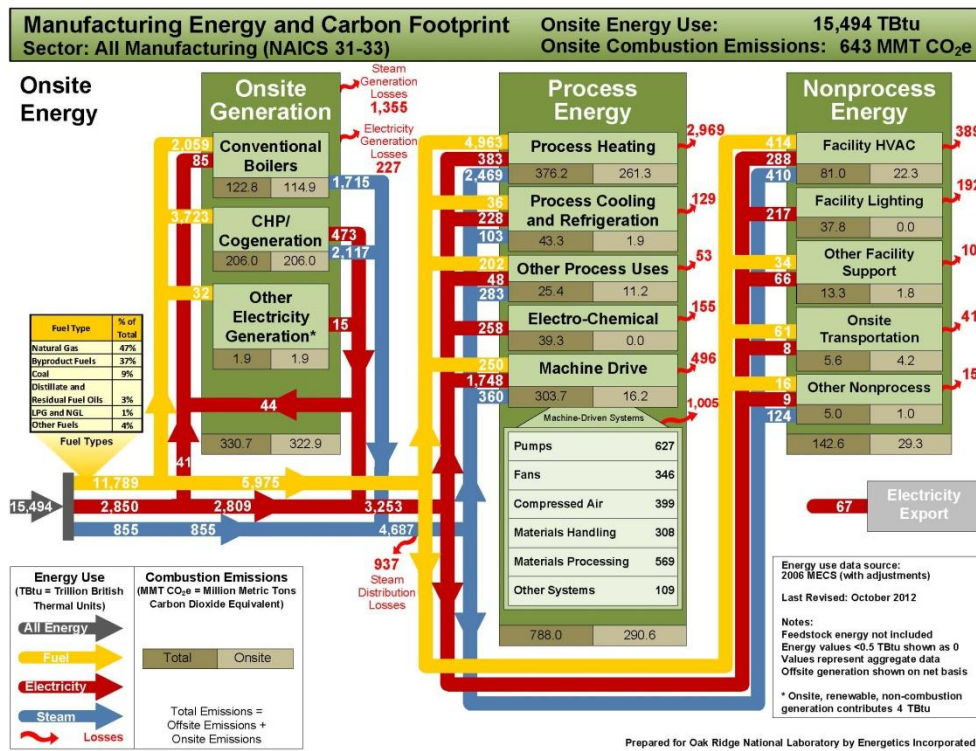 Manufacturing Energy and Carbon Footprint
Sector: All Manufacturing (NAICS 31-33)
Onsite Energy Use: 15,494 TBtu
Onsite Combustion Emissions: 643 MMT CO₂e
Onsite
Energy
Onsite
Generation
Steam
Generation
Losses
1,355
Electricity
Generation
Losses
227
2,059
85
Conventional
Boilers
122.8 114.9
1,715
3,723
CHP/
Cogeneration
206.0 206.0
473
2,117
32
Other
Electricity
Generation*
1.9 1.9
15
44
330.7 322.9
Fuel Type % of Total
Natural Gas 47%
Byproduct Fuels 37%
Coal 9%
Distillate and
Residual Fuel Oils 3%
LPG and NGL 1%
Other Fuels 4%
Fuel Types
41
15,494
11,789 5,975
2,850 2,809 3,253
855 855 4,687
937
Steam
Distribution
Losses
Process
Energy
4,963
383
2,469
Process Heating
376.2 261.3
2,969
36
228
103
Process Cooling
and Refrigeration
43.3 1.9
129
202
48
283
Other Process Uses
25.4 11.2
53
258
Electro-Chemical
39.3 0.0
155
250
1,748
360
Machine Drive
303.7 16.2
496
Machine-Driven Systems
1,005
Pumps 627
Fans 346
Compressed Air 399
Materials Handling 308
Materials Processing 569
Other Systems 109
788.0 290.6
Nonprocess
Energy
414
288
410
Facility HVAC
81.0 22.3
389
217
Facility Lighting
37.8 0.0
192
34
66
Other Facility
Support
13.3 1.8
10
61
8
Onsite
Transportation
5.6 4.2
41
16
9
124
Other Nonprocess
5.0 1.0
15
142.6 29.3
67
Electricity
Export
Energy Use
(TBtu = Trillion British
Thermal Units)
All Energy
Fuel
Electricity
Steam
Losses
Combustion Emissions
(MMT CO₂e = Million Metric Tons
Carbon Dioxide Equivalent)
Total Onsite
Total Emissions =
Offsite Emissions +
Onsite Emissions
Energy use data source:
2006 MECS (with adjustments)
Last Revised: October 2012
Notes:
Feedstock energy not included
Energy values <0.5 TBtu shown as 0
Values represent aggregate data
Offsite generation shown on net basis
* Onsite, renewable, non-combustion
generation contributes 4 TBtu
Prepared for Oak Ridge National Laboratory by Energetics Incorporated